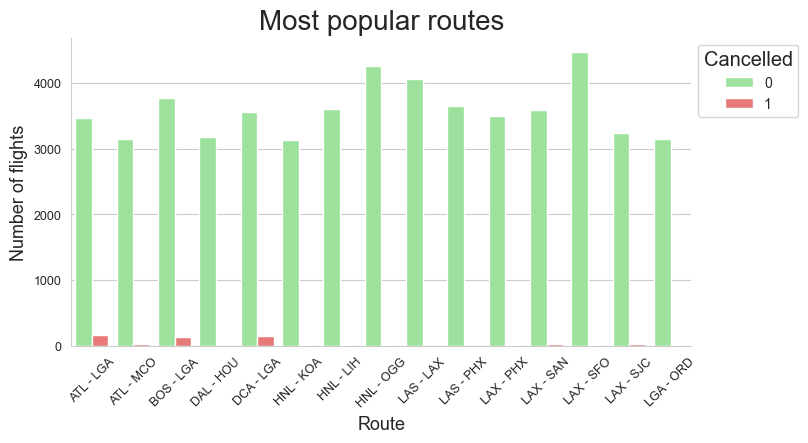 Most popular routes
Cancelled
0
1
Number of flights
4000
3000
2000
1000
0
ATL - LGA
ATL - MCO
BOS - LGA
DAL - HOU
DCA - LGA
HNL - KOA
HNL - LIH
HNL - OGG
LAS - LAX
LAS - PHX
LAX - PHX
LAX - SAN
LAX - SFO
LAX - SJC
LGA - ORD
Route